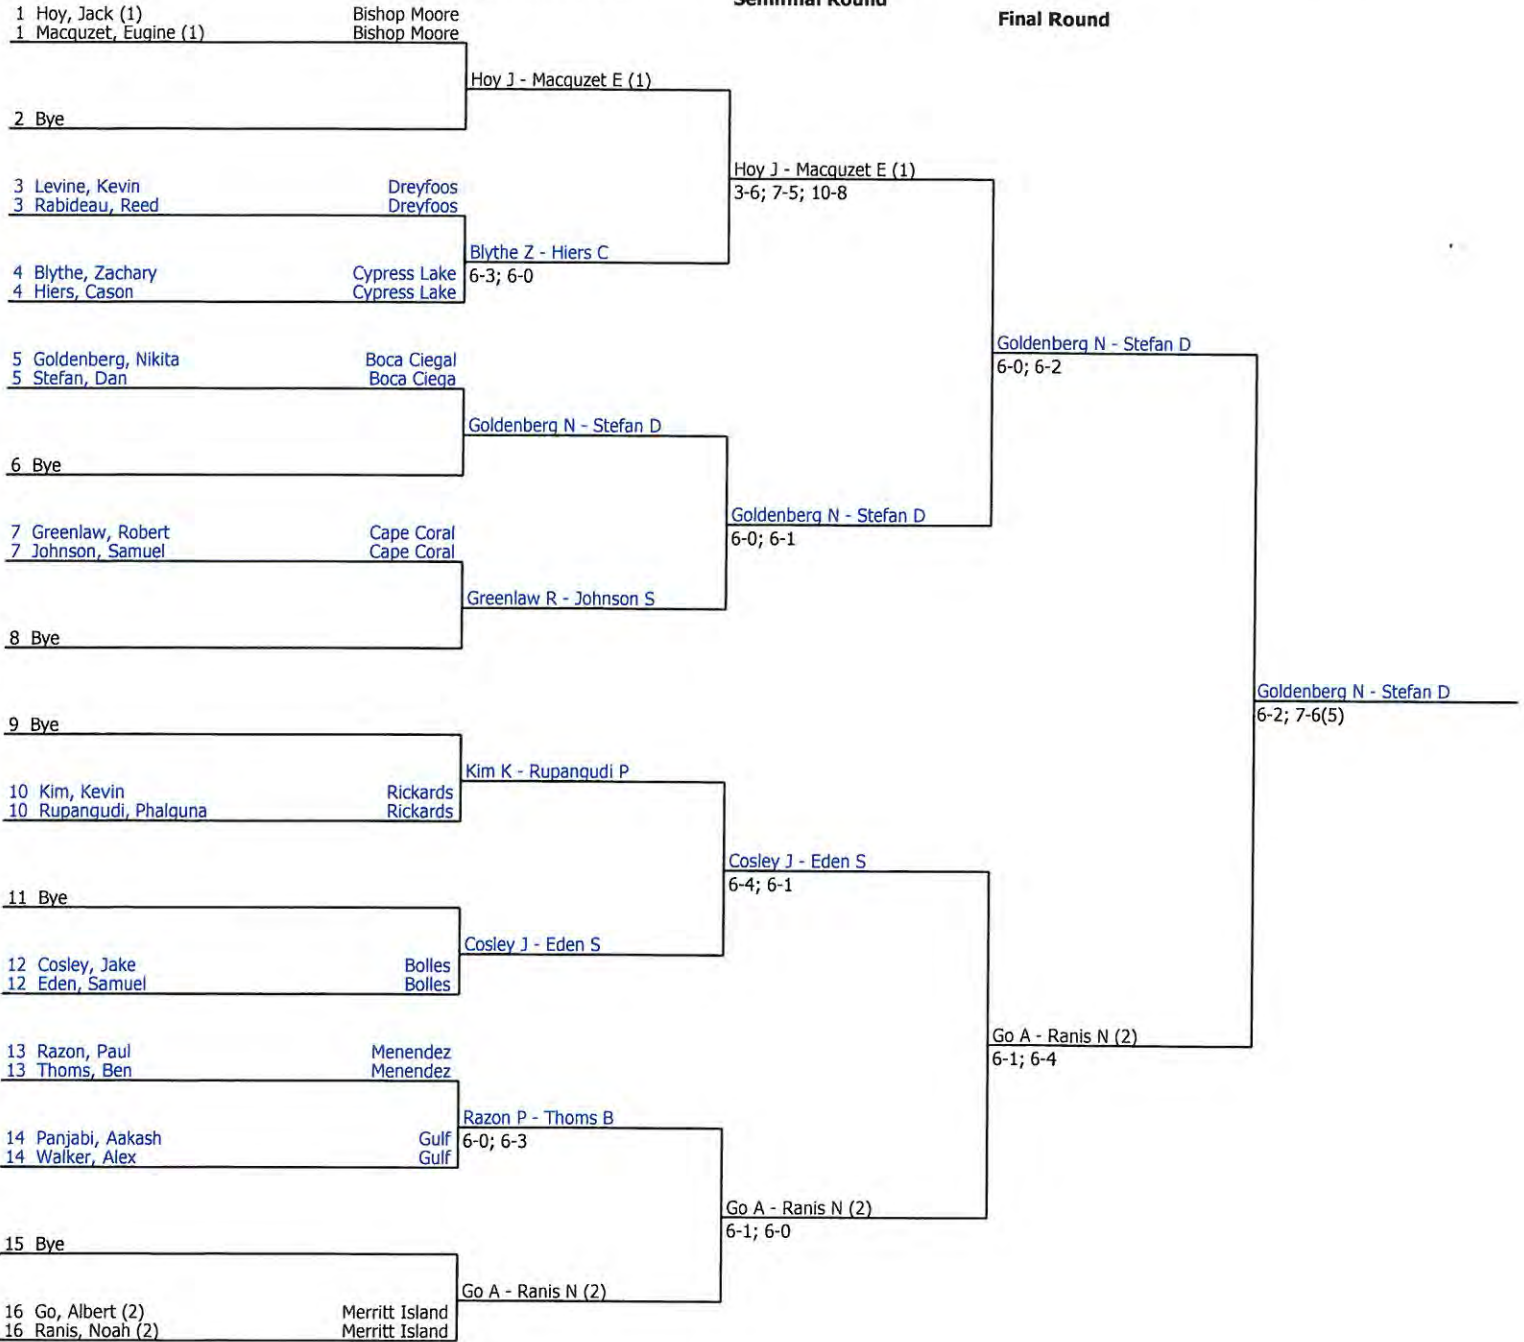 Semifinal Round
Final Round
1 Hoy, Jack (1) Bishop Moore
1 Macquzet, Eugine (1) Bishop Moore
Hoy J - Macquzet E (1)
2 Bye
Hoy J - Macquzet E (1)
3-6; 7-5; 10-8
3 Levine, Kevin Dreyfoos
3 Rabideau, Reed Dreyfoos
Blythe Z - Hiers C
6-3; 6-0
4 Blythe, Zachary Cypress Lake
4 Hiers, Cason Cypress Lake
Goldenberg N - Stefan D
6-0; 6-2
5 Goldenberg, Nikita Boca Ciegal
5 Stefan, Dan Boca Ciega
Goldenberg N - Stefan D
6 Bye
Goldenberg N - Stefan D
6-0; 6-1
7 Greenlaw, Robert Cape Coral
7 Johnson, Samuel Cape Coral
Greenlaw R - Johnson S
8 Bye
Goldenberg N - Stefan D
6-2; 7-6(5)
9 Bye
Kim K - Rupangudi P
10 Kim, Kevin Rickards
10 Rupangudi, Phalguna Rickards
Cosley J - Eden S
6-4; 6-1
11 Bye
Cosley J - Eden S
12 Cosley, Jake Bolles
12 Eden, Samuel Bolles
Go A - Ranis N (2)
6-1; 6-4
13 Razon, Paul Menendez
13 Thoms, Ben Menendez
Razon P - Thoms B
6-0; 6-3
14 Panjabi, Aakash Gulf
14 Walker, Alex Gulf
Go A - Ranis N (2)
6-1; 6-0
15 Bye
Go A - Ranis N (2)
16 Go, Albert (2) Merritt Island
16 Ranis, Noah (2) Merritt Island